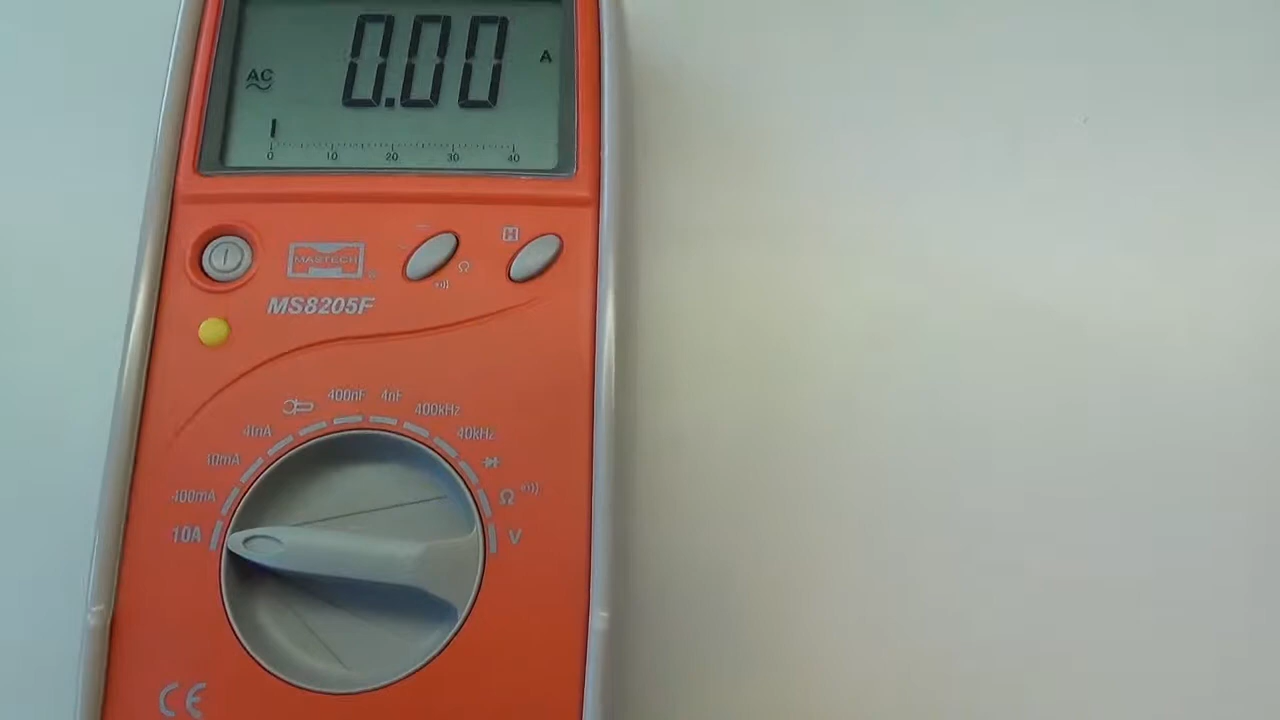 0.00 A
AC
0 10 20 30 40
MASTECH
H
Ω
MS8205F
400nF 4nF
400kHz
4mA 40kHz
40mA
400mA Ω
10A V
CE